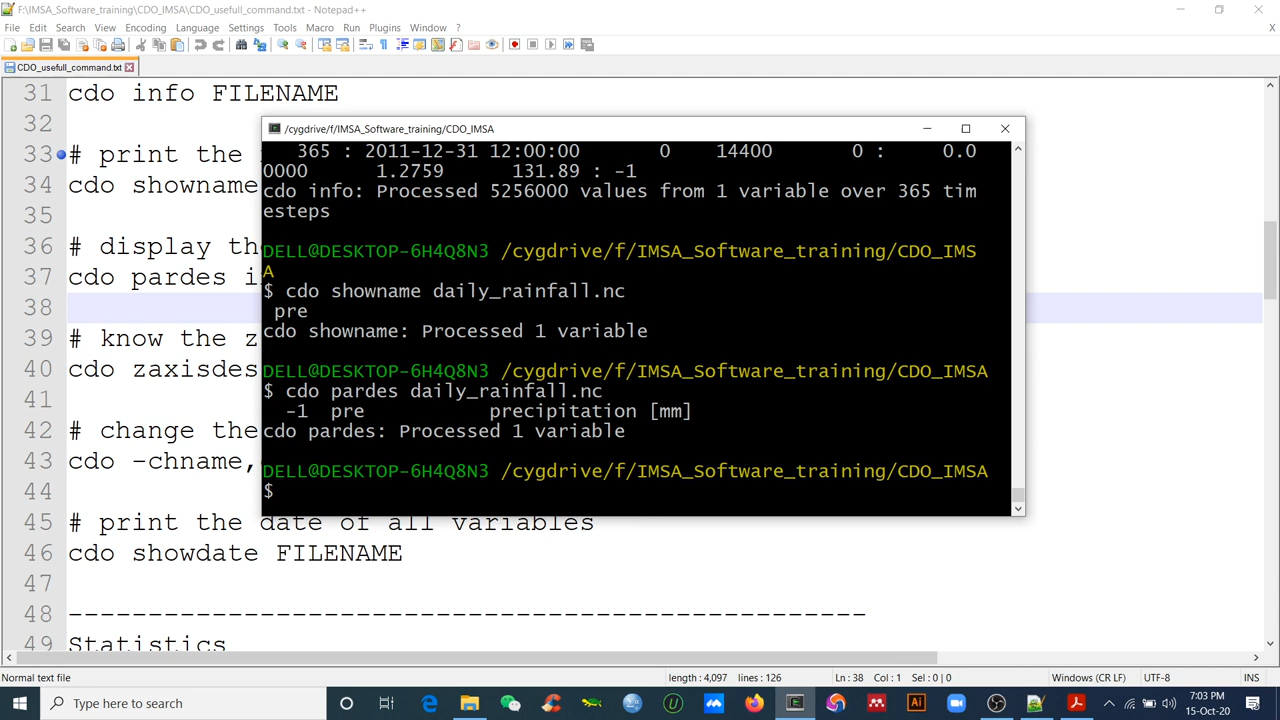 F:\IMSA_Software_training\CDO_IMSA\CDO_usefull_command.txt - Notepad++
File Edit Search View Encoding Language Settings Tools Macro Run Plugins Window ? X
CDO_usefull_command.txt
31 cdo info FILENAME
32
33 # print the
34 cdo showname
35
36 # display th
37 cdo pardes i
38
39 # know the z
40 cdo zaxisdes
41
42 # change the
43 cdo -chname,
44
45 # print the date of all variables
46 cdo showdate FILENAME
47
48 --------------------------------------------------
49 Statistics
/cygdrive/f/IMSA_Software_training/CDO_IMSA
365 : 2011-12-31 12:00:00 0 14400 0 : 0.0
0000 1.2759 131.89 : -1
cdo info: Processed 5256000 values from 1 variable over 365 tim
esteps
DELL@DESKTOP-6H4Q8N3 /cygdrive/f/IMSA_Software_training/CDO_IMS
A
$ cdo showname daily_rainfall.nc
pre
cdo showname: Processed 1 variable
DELL@DESKTOP-6H4Q8N3 /cygdrive/f/IMSA_Software_training/CDO_IMSA
$ cdo pardes daily_rainfall.nc
-1 pre precipitation [mm]
cdo pardes: Processed 1 variable
DELL@DESKTOP-6H4Q8N3 /cygdrive/f/IMSA_Software_training/CDO_IMSA
$
Normal text file length : 4,097 lines : 126 Ln : 38 Col : 1 Sel : 0 | 0 Windows (CR LF) UTF-8 INS
Type here to search
7:03 PM
15-Oct-20